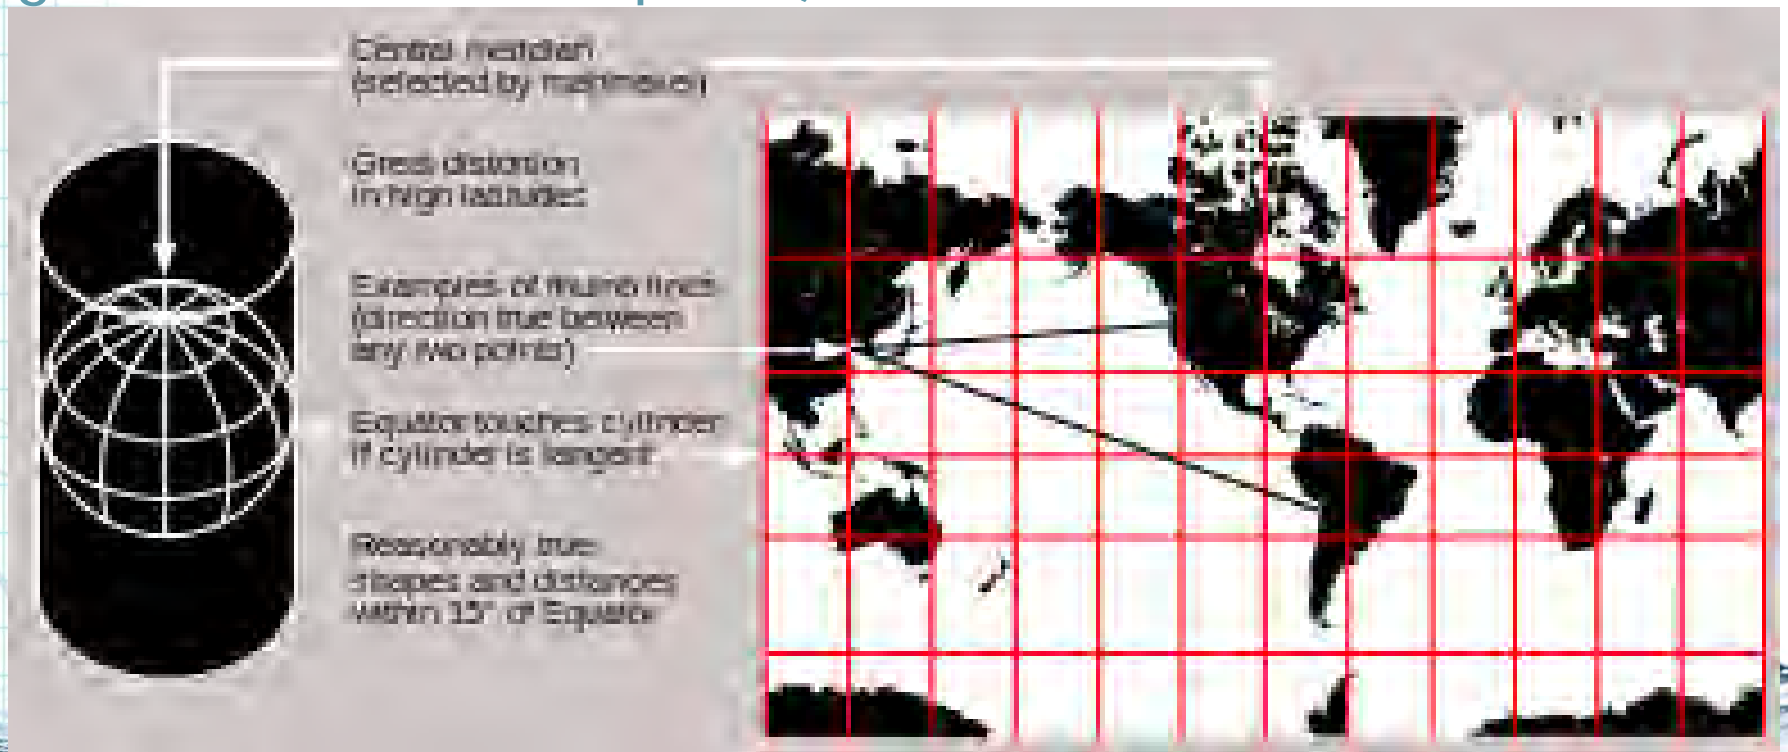 Central meridian
(selected by mapmaker)
Great distortion
in high latitudes
Examples of rhumb lines
(direction true between
any two points)
Equator touches cylinder
if cylinder is tangent
Reasonably true
shapes and distances
within 15° of Equator